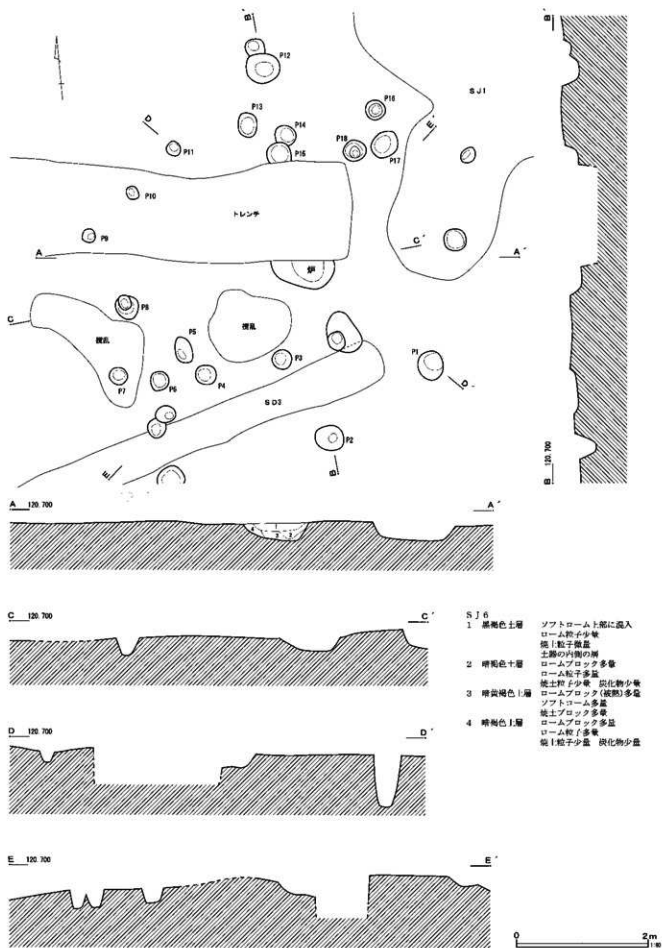 B´
P12
SJ1
P16
P13
D
P14
E´
P11
P18
P17
P15
P10
トレンチ
P9
C´
A
A´
炉
P8
C
P5
撹乱
撹乱
P1
P3
P7
P6
P4
D´
SD3
P2
E
B
B´
B 120.700
A 120.700
A´
1
C 120.700
C´
SJ6
1 黒褐色土層 ソフトローム上部に混入
ローム粒子少量
焼土粒子微量
土器の内側の層
2 暗褐色土層 ロームブロック多量
ローム粒子多量
焼土粒子少量 炭化物少量
3 暗黄褐色土層 ロームブロック(被熱)多量
ソフトローム多量
焼土ブロック多量
4 暗褐色土層 ロームブロック多量
ローム粒子多量
焼土粒子少量 炭化物少量
D 120.700
D´
E 120.700
E´
0 2m